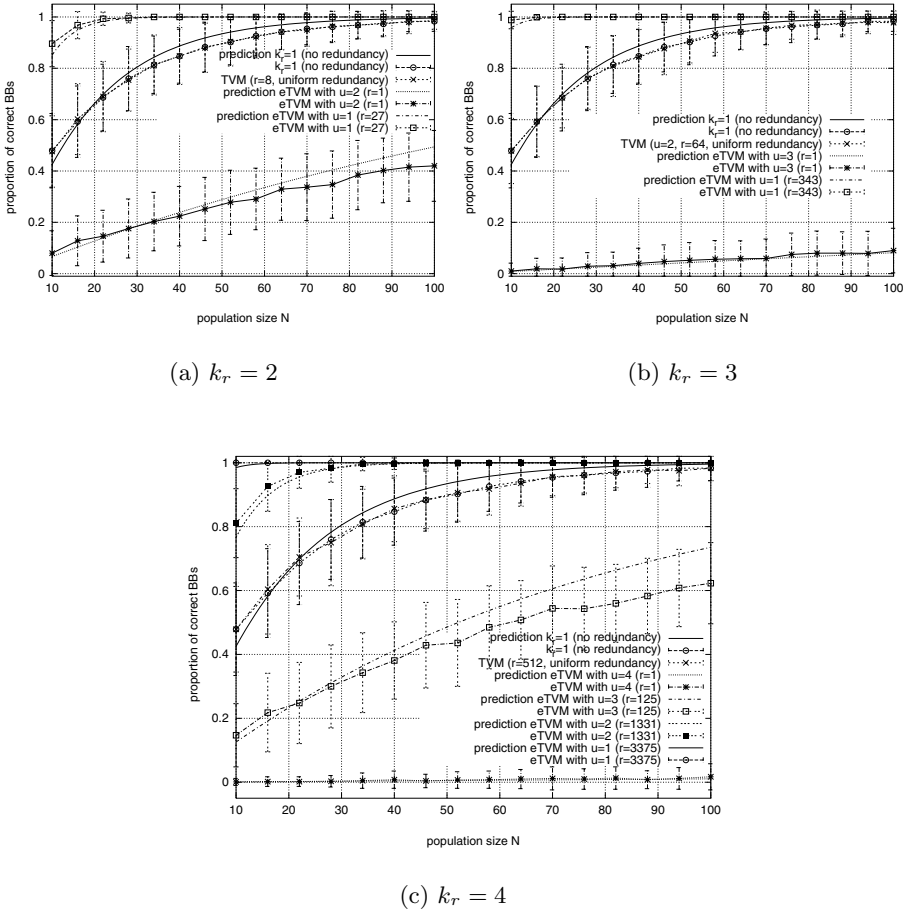 1
0.8
0.6
0.4
0.2
0
proportion of correct BBs
10 20 30 40 50 60 70 80 90 100
population size N
prediction k_r=1 (no redundancy)
k_r=1 (no redundancy)
TVM (r=8, uniform redundancy)
prediction eTVM with u=2 (r=1)
eTVM with u=2 (r=1)
prediction eTVM with u=1 (r=27)
eTVM with u=1 (r=27)
(a) k_r = 2
1
0.8
0.6
0.4
0.2
0
proportion of correct BBs
10 20 30 40 50 60 70 80 90 100
population size N
prediction k_r=1 (no redundancy)
k_r=1 (no redundancy)
TVM (u=2, r=64, uniform redundancy)
prediction eTVM with u=3 (r=1)
eTVM with u=3 (r=1)
prediction eTVM with u=1 (r=343)
eTVM with u=1 (r=343)
(b) k_r = 3
1
0.8
0.6
0.4
0.2
0
proportion of correct BBs
10 20 30 40 50 60 70 80 90 100
population size N
prediction k_r=1 (no redundancy)
k_r=1 (no redundancy)
TVM (r=512, uniform redundancy)
prediction eTVM with u=4 (r=1)
eTVM with u=4 (r=1)
prediction eTVM with u=3 (r=125)
eTVM with u=3 (r=125)
prediction eTVM with u=2 (r=1331)
eTVM with u=2 (r=1331)
prediction eTVM with u=1 (r=3375)
eTVM with u=1 (r=3375)
(c) k_r = 4